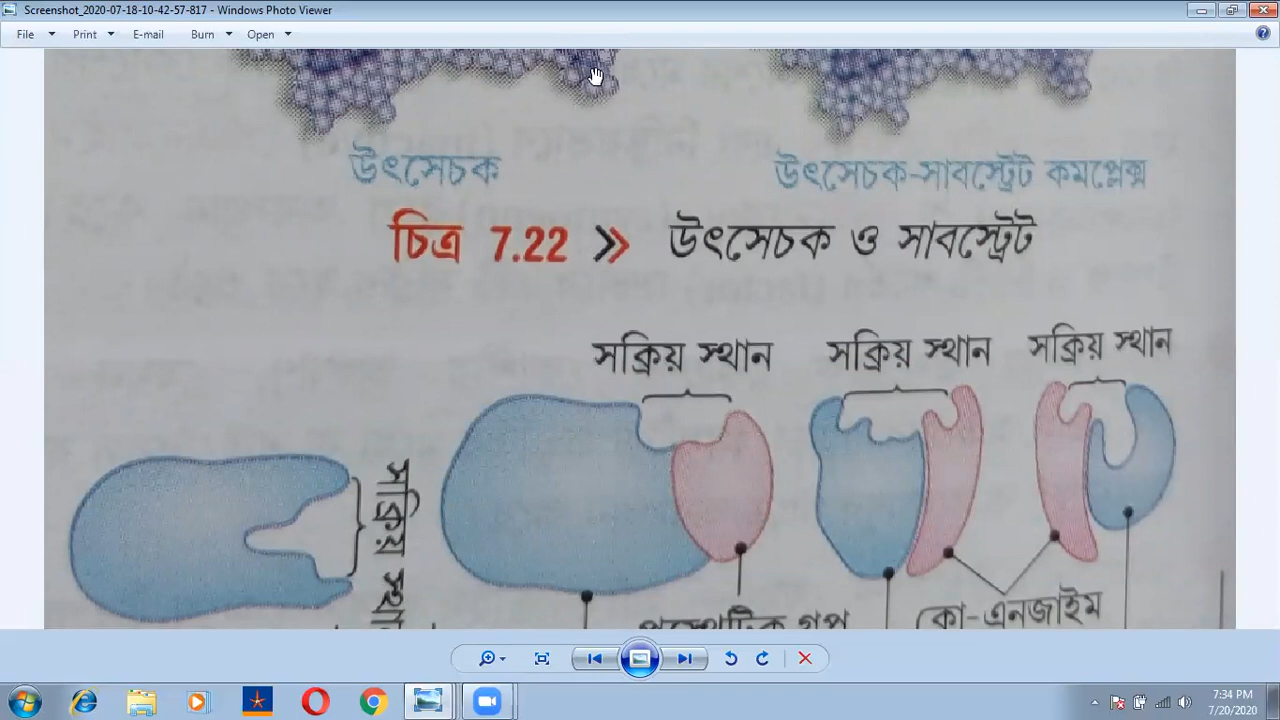 Screenshot_2020-07-18-10-42-57-817 - Windows Photo Viewer
File Print E-mail Burn Open
উৎসেচক
উৎসেচক-সাবস্ট্রেট কমপ্লেক্স
চিত্র 7.22 >> উৎসেচক ও সাবস্ট্রেট
সক্রিয় স্থান
সক্রিয় স্থান
সক্রিয় স্থান
সক্রিয় স্থান
প্রস্থেটিক গ্রুপ
কো-এনজাইম
7:34 PM
7/20/2020